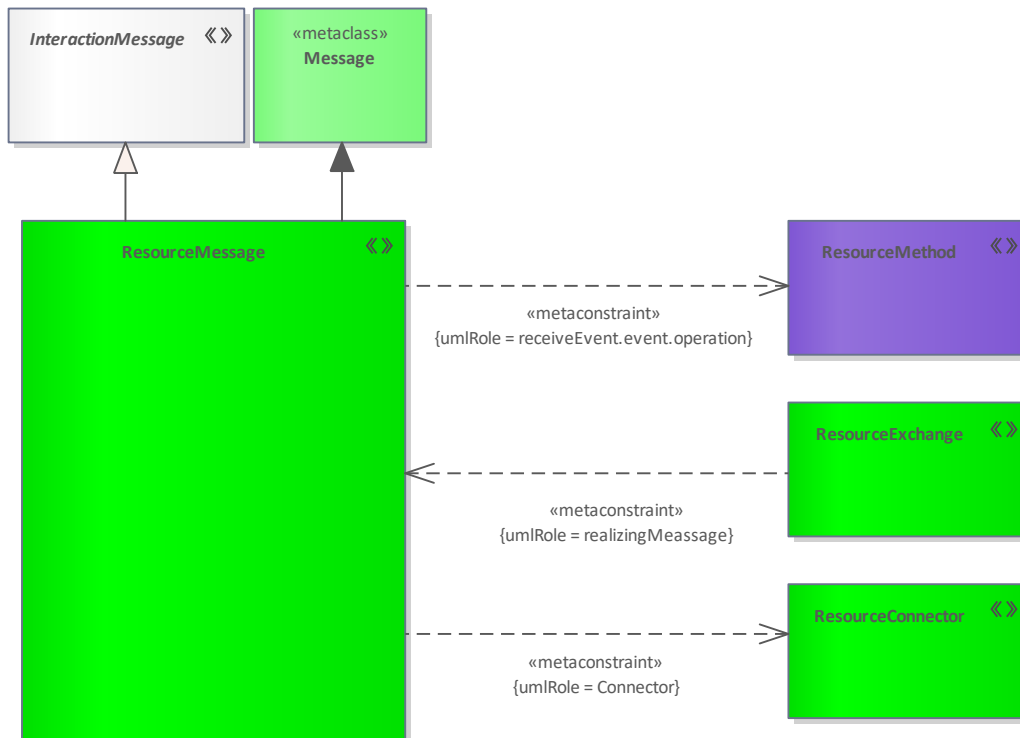 InteractionMessage «»
«metaclass»
Message
ResourceMessage «»
ResourceMethod «»
«metaconstraint»
{umlRole = receiveEvent.event.operation}
ResourceExchange «»
«metaconstraint»
{umlRole = realizingMeassage}
ResourceConnector «»
«metaconstraint»
{umlRole = Connector}